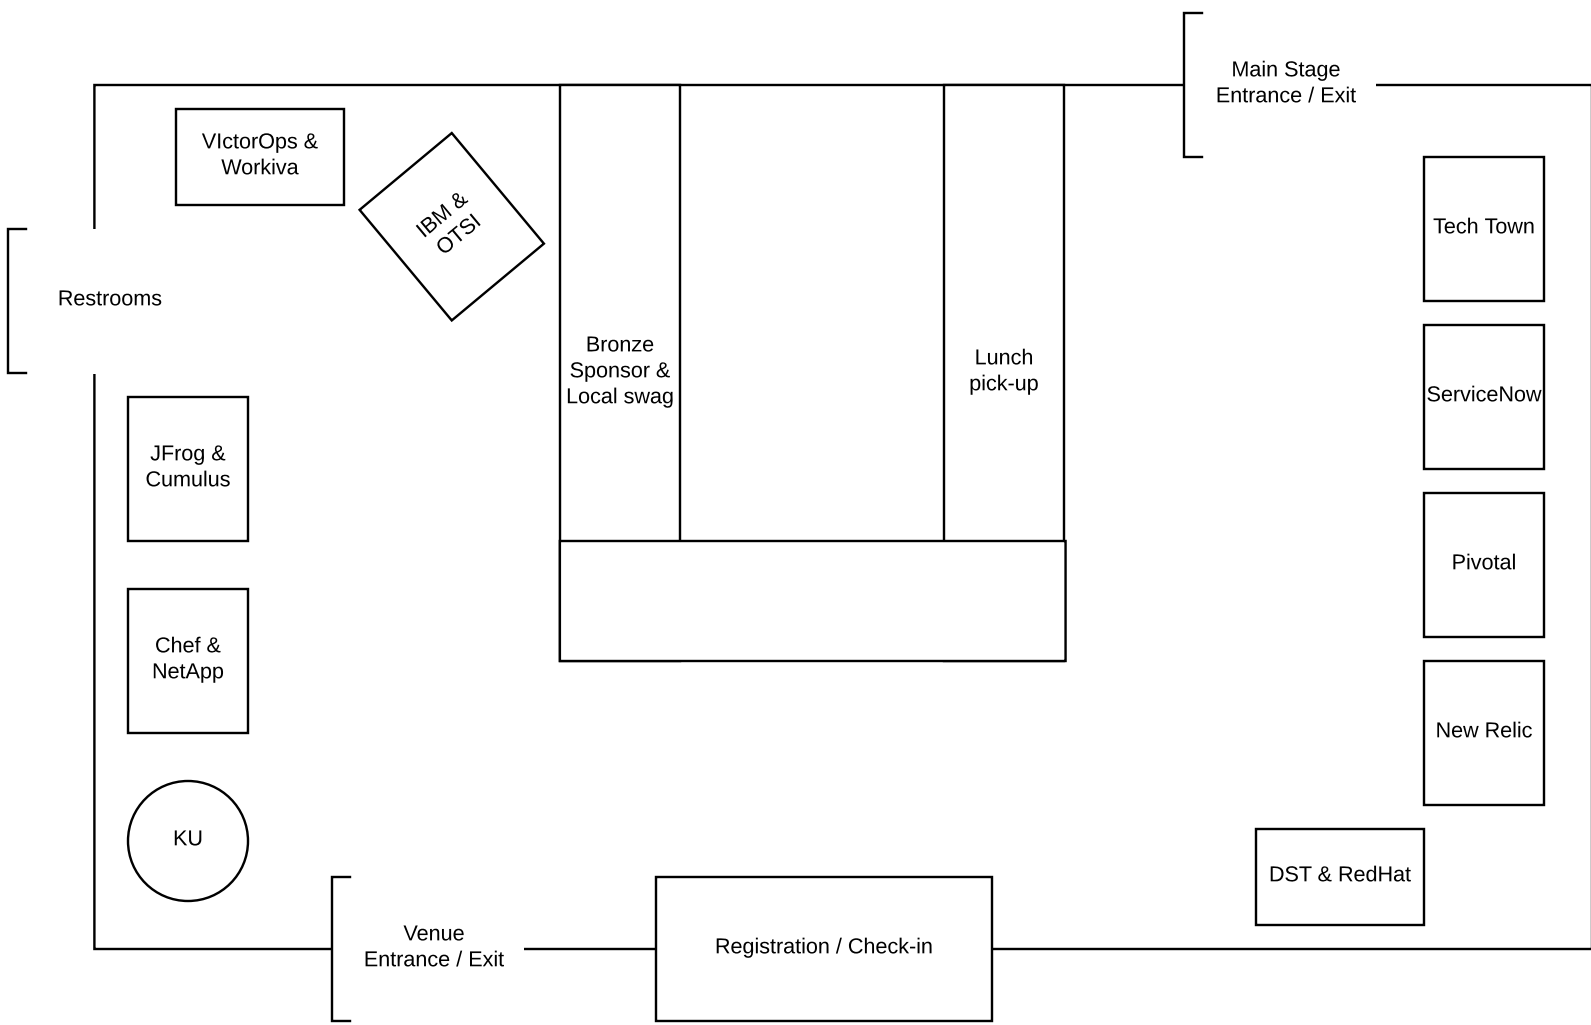 Main Stage
Entrance / Exit
VIctorOps &
Workiva
IBM &
OTSI
Tech Town
Restrooms
Bronze
Sponsor &
Local swag
Lunch
pick-up
ServiceNow
JFrog &
Cumulus
Pivotal
Chef &
NetApp
New Relic
KU
DST & RedHat
Venue
Entrance / Exit
Registration / Check-in